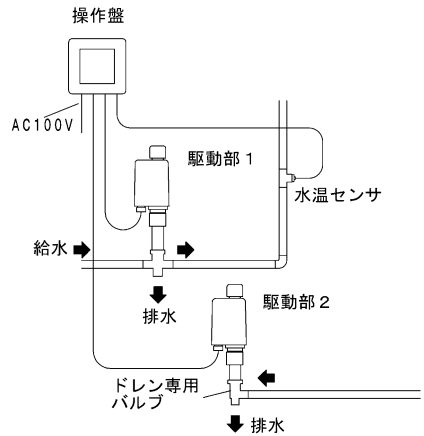 操作盤
AC100V
駆動部1
水温センサ
給水
排水
駆動部2
ドレン専用
バルブ
排水